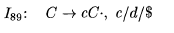 I₈₉: C → cC·, c/d/$